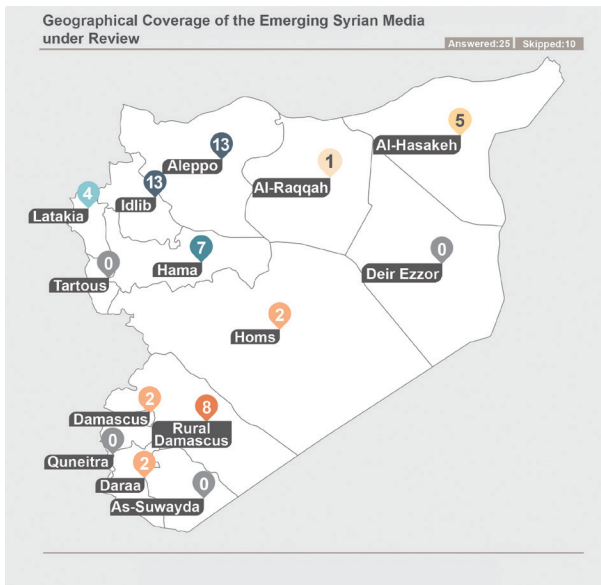 Geographical Coverage of the Emerging Syrian Media
under Review
Answered:25 Skipped:10
5
Al-Hasakeh
13
Aleppo
1
Al-Raqqah
13
Idlib
4
Latakia
7
Hama
0
Tartous
0
Deir Ezzor
2
Homs
2
Damascus
8
Rural
Damascus
0
Quneitra
2
Daraa
0
As-Suwayda